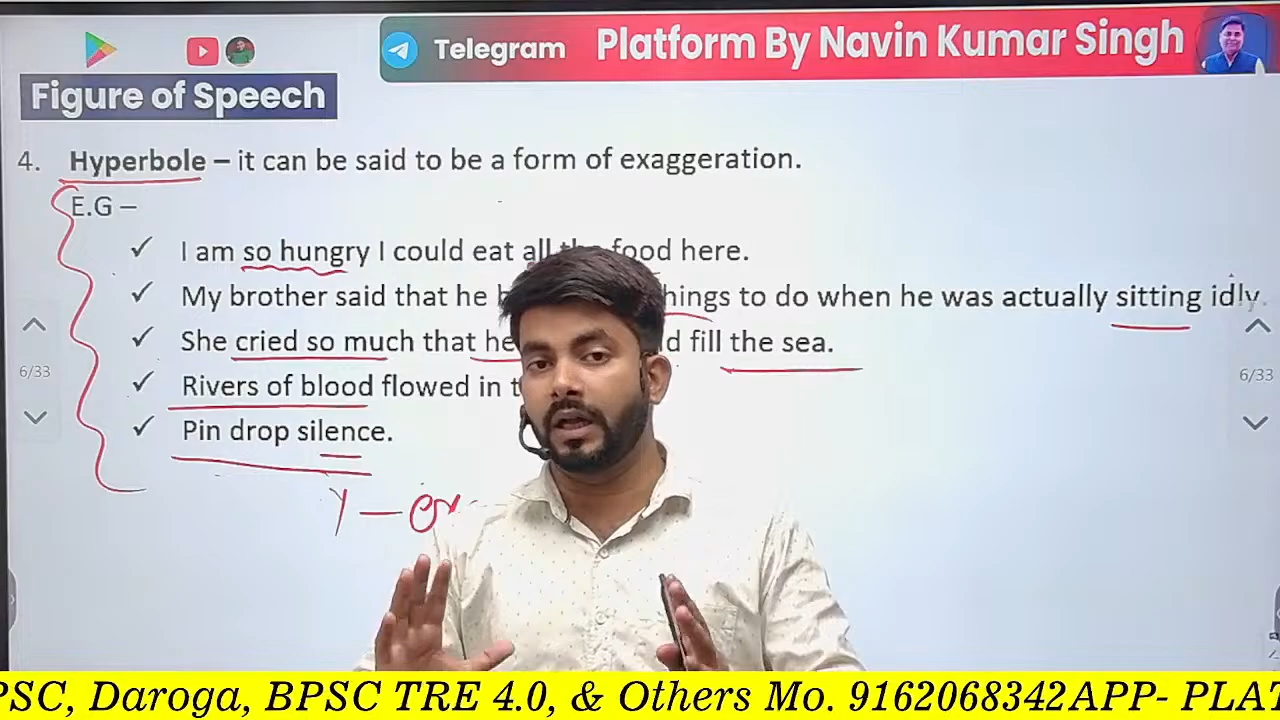 Telegram Platform By Navin Kumar Singh
Figure of Speech
4. Hyperbole – it can be said to be a form of exaggeration.
E.G –
✓ I am so hungry I could eat all the food here.
✓ My brother said that he to do when he was actually sitting idly.
✓ She cried so much that fill the sea.
✓ Rivers of blood flowed in
✓ Pin drop silence.
6/33
6/33
PSC, Daroga, BPSC TRE 4.0, & Others Mo. 9162068342APP- PLAT